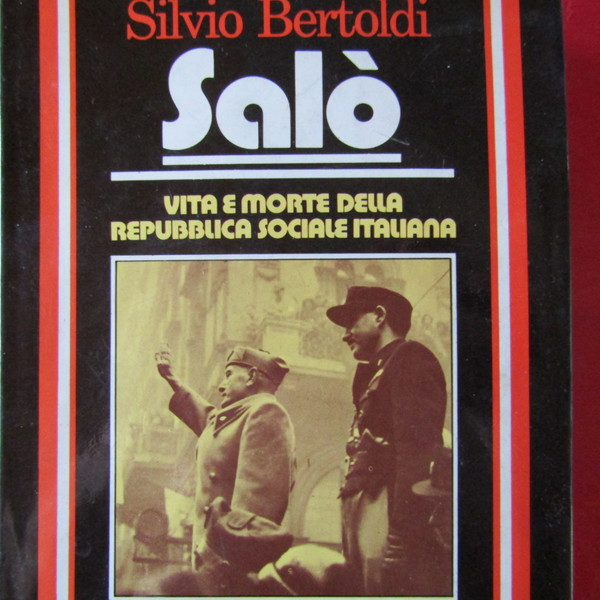 Silvio Bertoldi
Salò
VITA E MORTE DELLA
REPUBBLICA SOCIALE ITALIANA